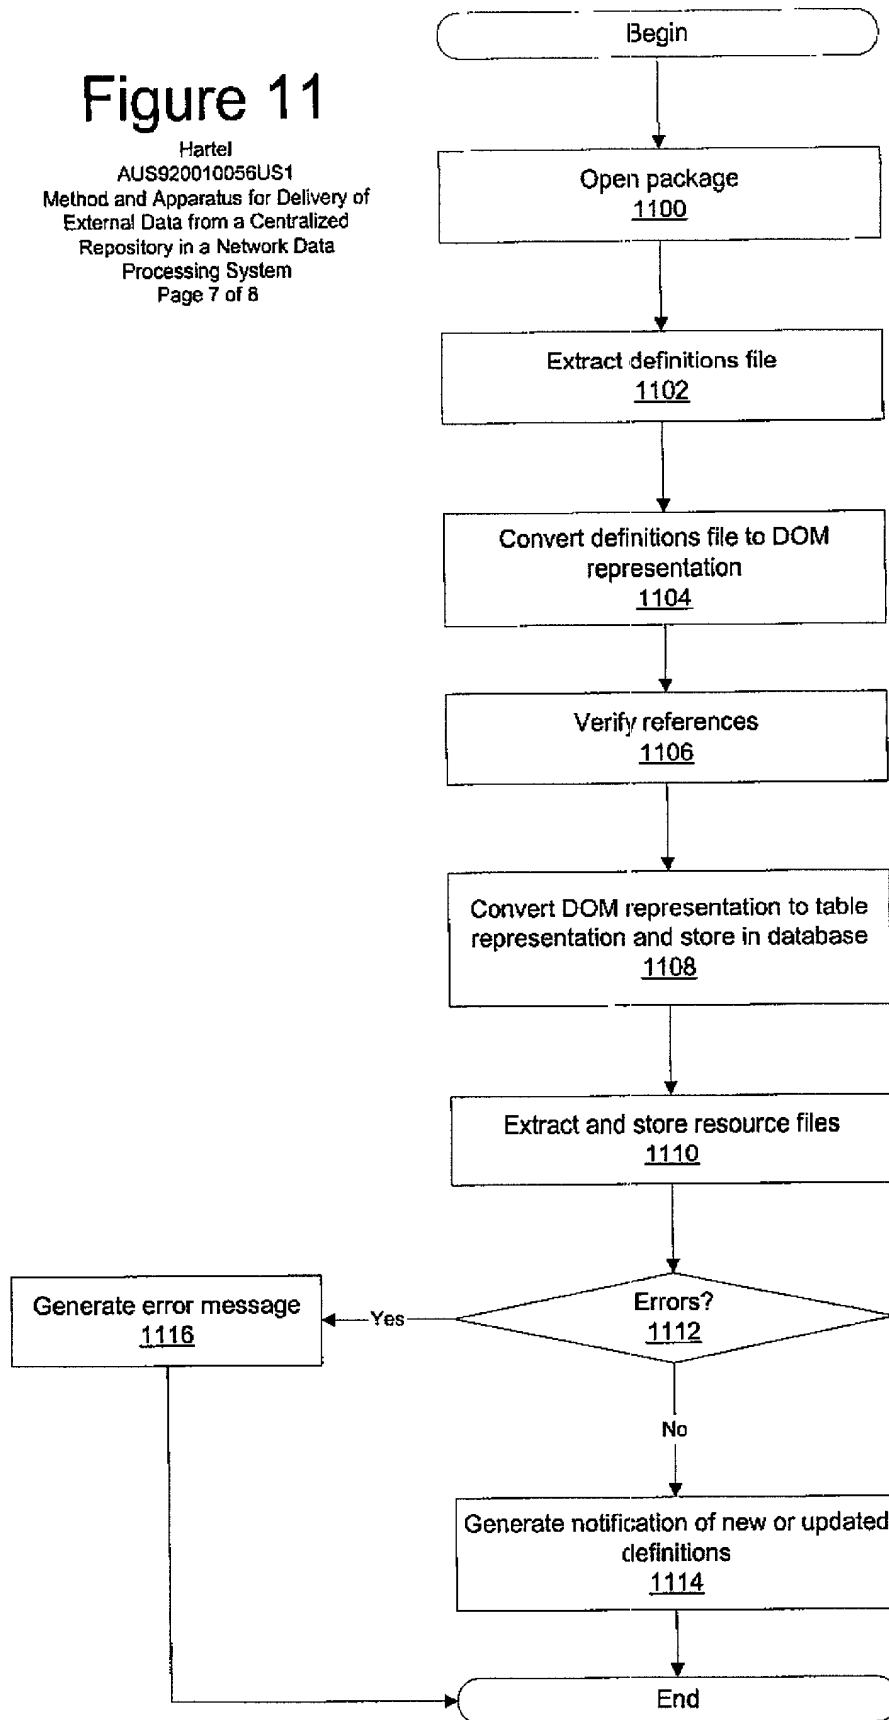 Begin
Figure 11
Hartel
AUS920010056US1
Method and Apparatus for Delivery of
External Data from a Centralized
Repository in a Network Data
Processing System
Page 7 of 8
Open package
1100
Extract definitions file
1102
Convert definitions file to DOM
representation
1104
Verify references
1106
Convert DOM representation to table
representation and store in database
1108
Extract and store resource files
1110
Errors?
1112
Yes
Generate error message
1116
No
Generate notification of new or updated
definitions
1114
End